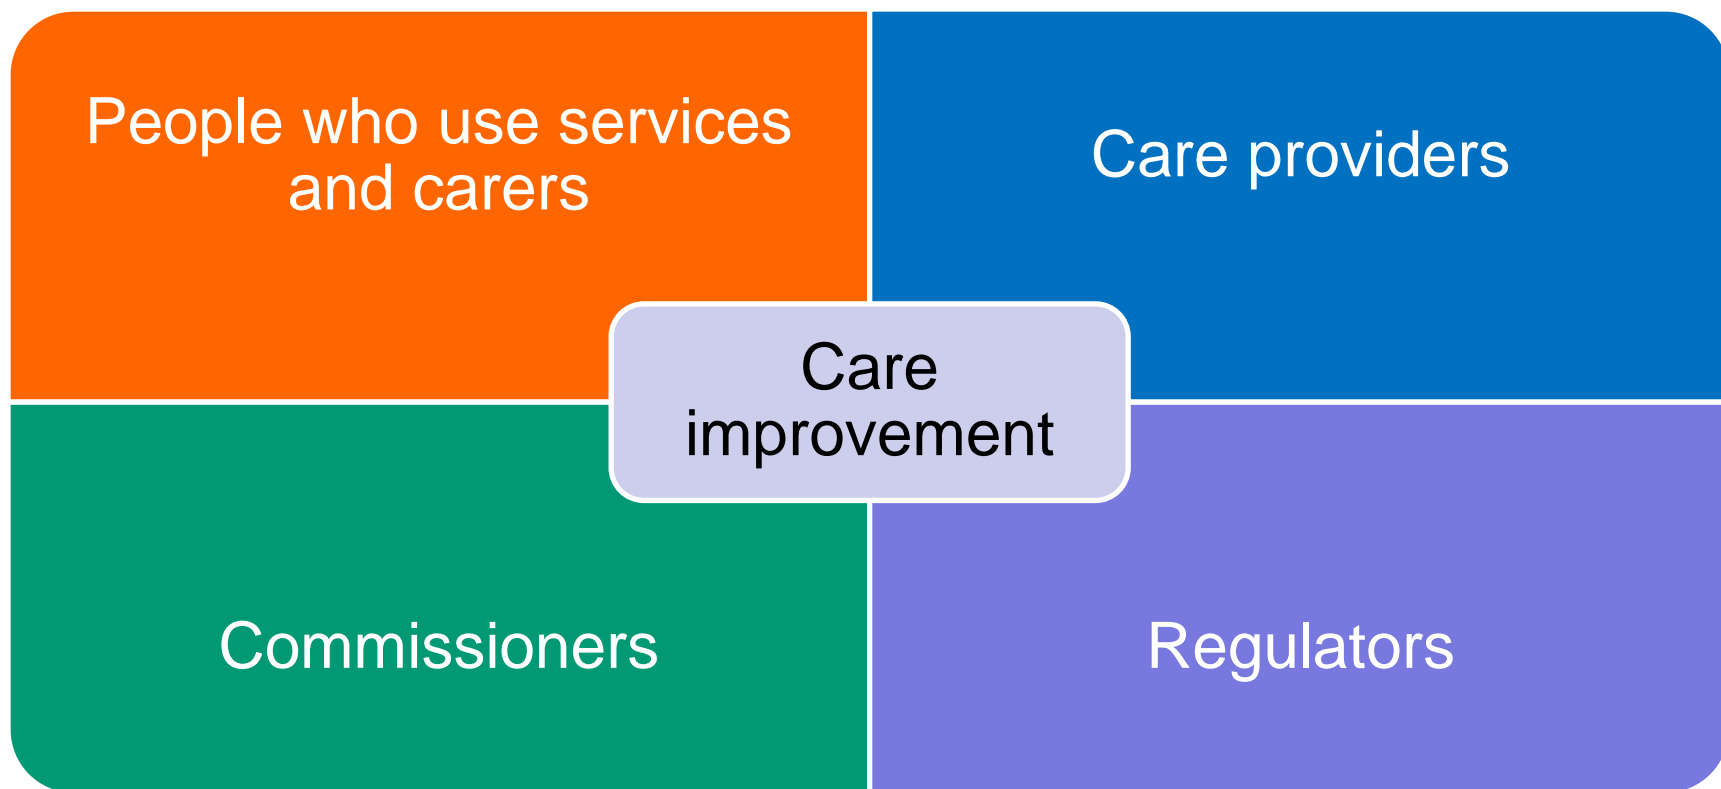 People who use services
and carers
Care providers
Care
improvement
Commissioners
Regulators